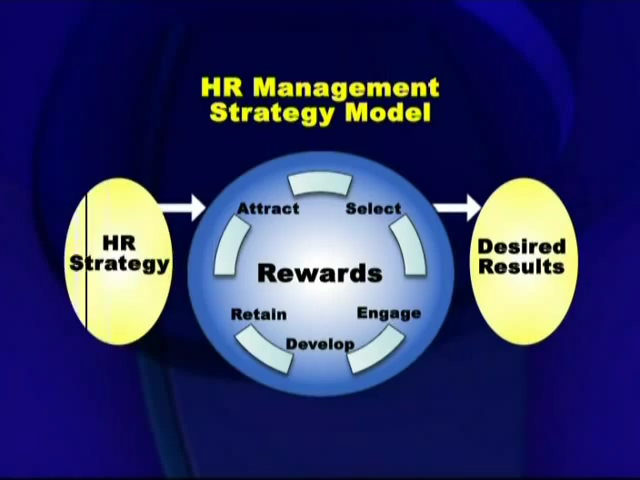 HR Management
Strategy Model
Attract
Select
HR
Strategy
Rewards
Desired
Results
Retain
Engage
Develop